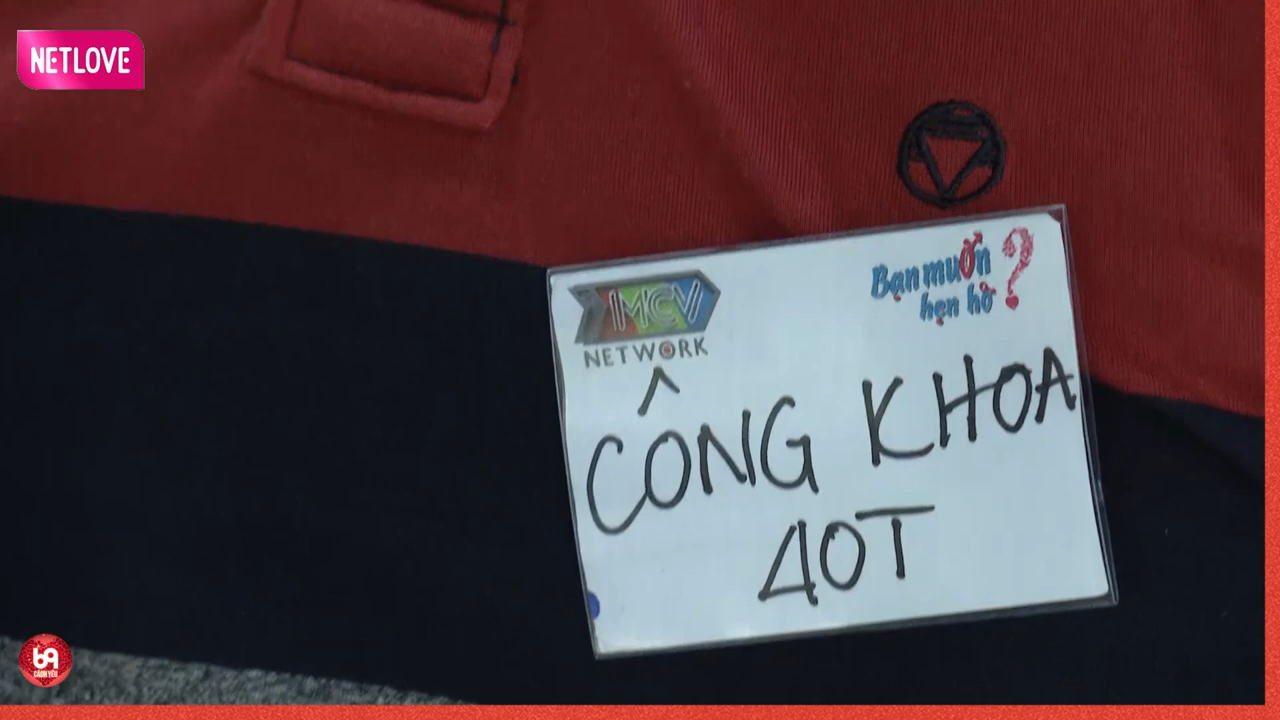 NETLOVE
MCV
NETWORK
Bạn muốn
hẹn hò?
CÔNG KHOA
40T